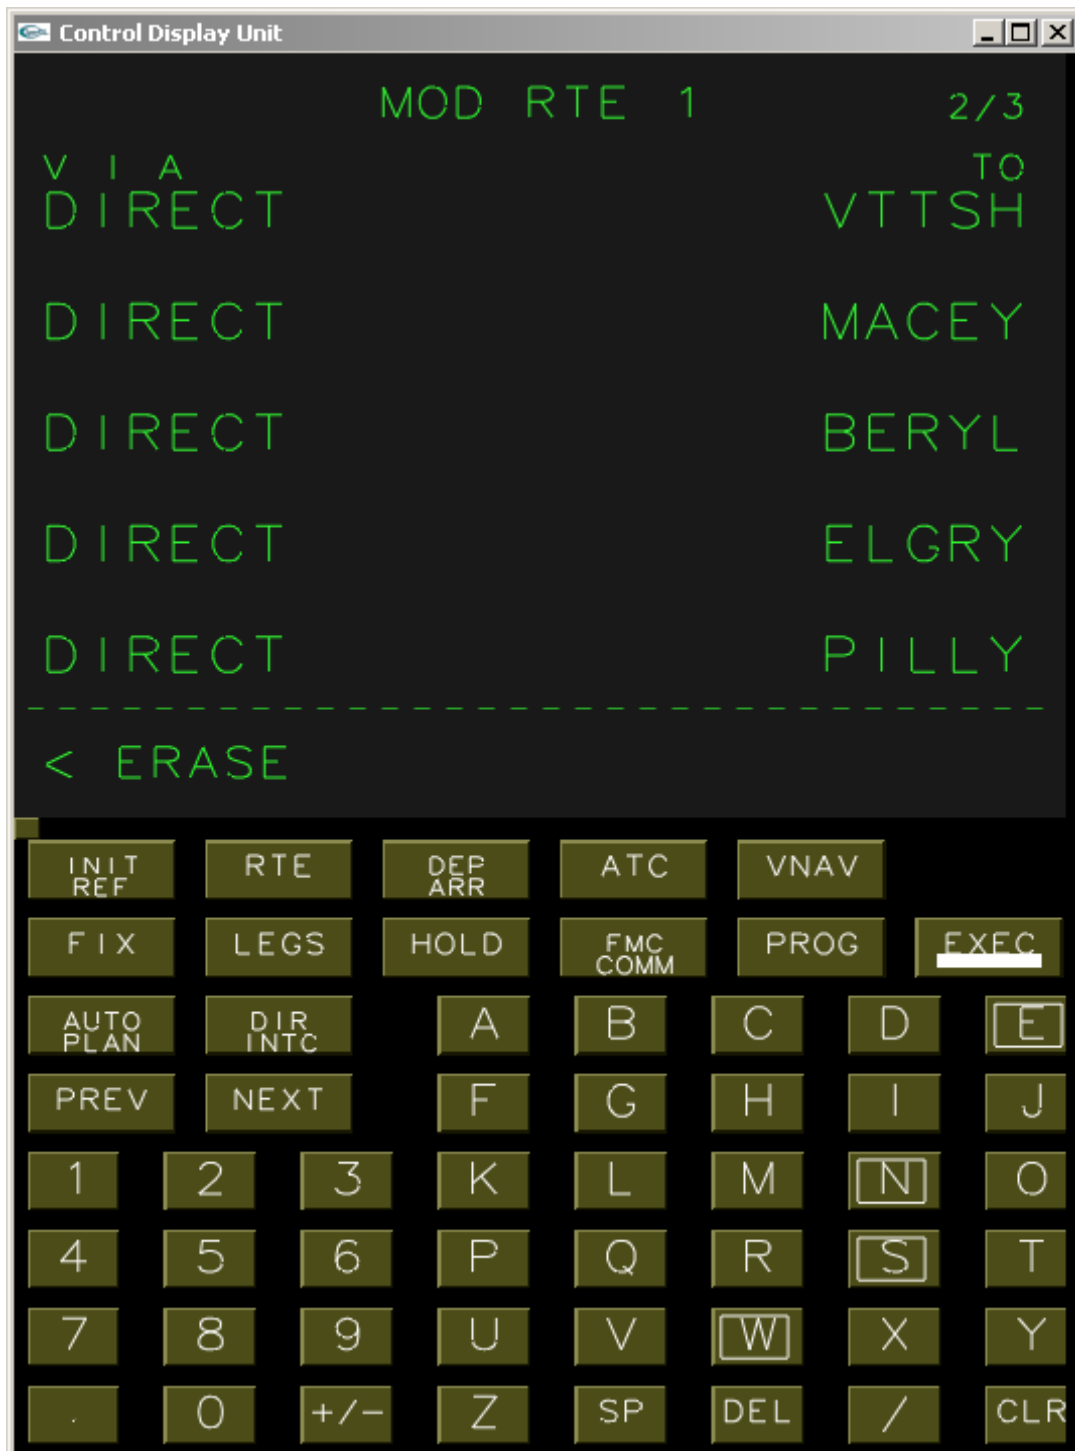 Control Display Unit
MOD RTE 1 2/3
VIA TO
DIRECT VTTSH
DIRECT MACEY
DIRECT BERYL
DIRECT ELGRY
DIRECT PILLY
< ERASE
INIT REF RTE DEP ARR ATC VNAV
FIX LEGS HOLD FMC COMM PROG EXEC
AUTO PLAN DIR INTC A B C D E
PREV NEXT F G H I J
1 2 3 K L M N O
4 5 6 P Q R S T
7 8 9 U V W X Y
. 0 +/- Z SP DEL / CLR